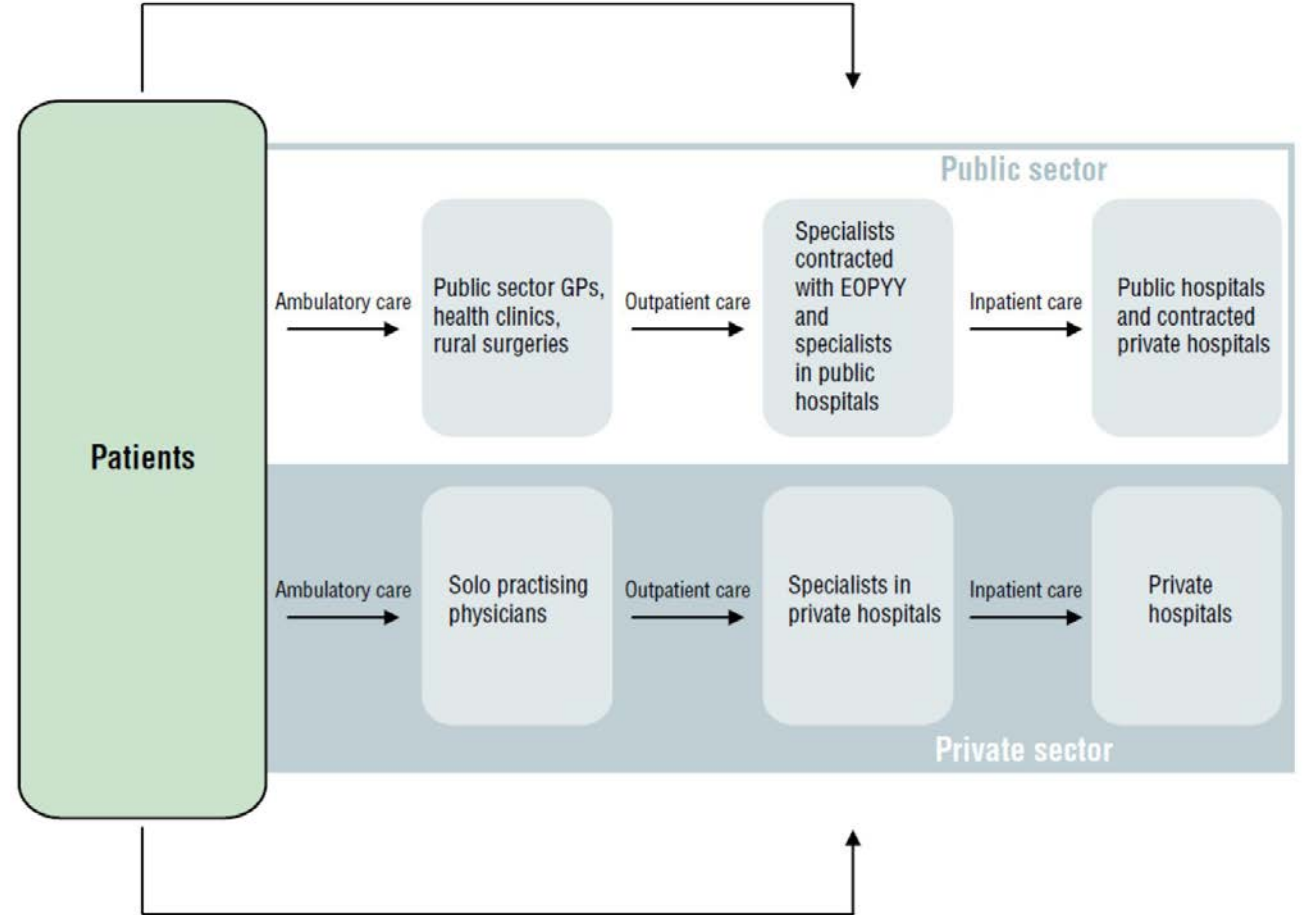 Public sector
Patients
Ambulatory care
Public sector GPs,
health clinics,
rural surgeries
Outpatient care
Specialists
contracted
with EOPYY
and
specialists
in public
hospitals
Inpatient care
Public hospitals
and contracted
private hospitals
Ambulatory care
Solo practising
physicians
Outpatient care
Specialists in
private hospitals
Inpatient care
Private
hospitals
Private sector